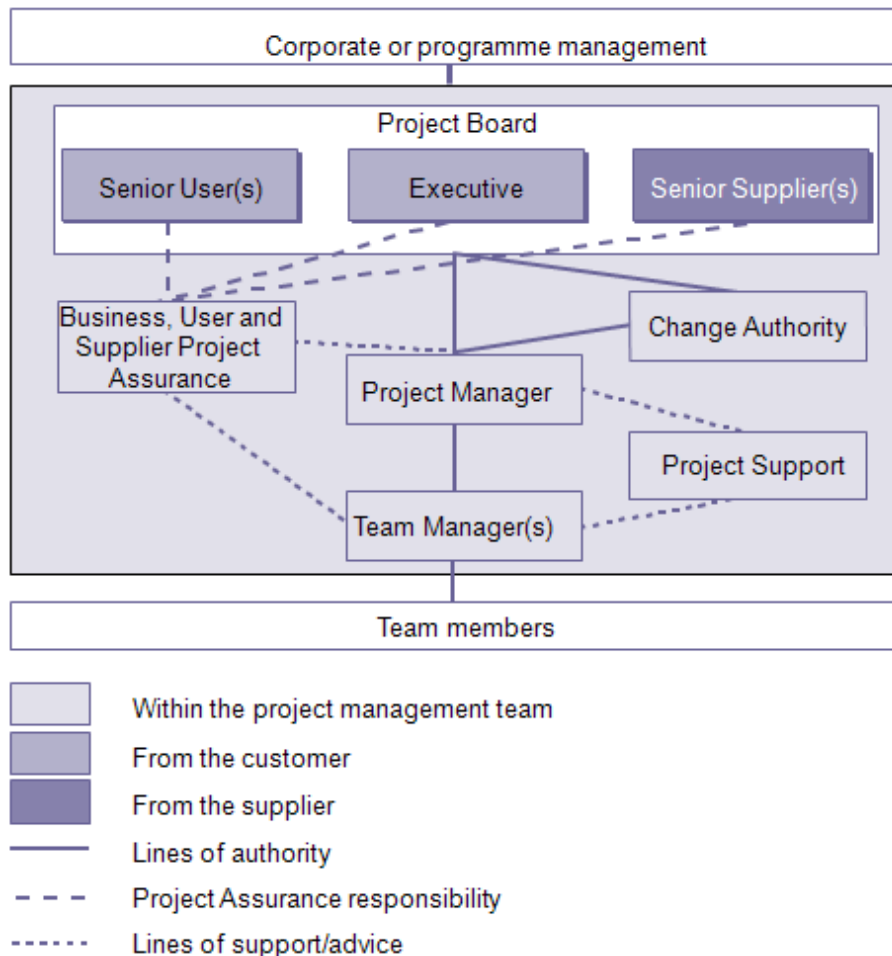 Corporate or programme management
Project Board
Senior User(s)
Executive
Senior Supplier(s)
Business, User and
Supplier Project
Assurance
Change Authority
Project Manager
Project Support
Team Manager(s)
Team members
Within the project management team
From the customer
From the supplier
Lines of authority
Project Assurance responsibility
Lines of support/advice